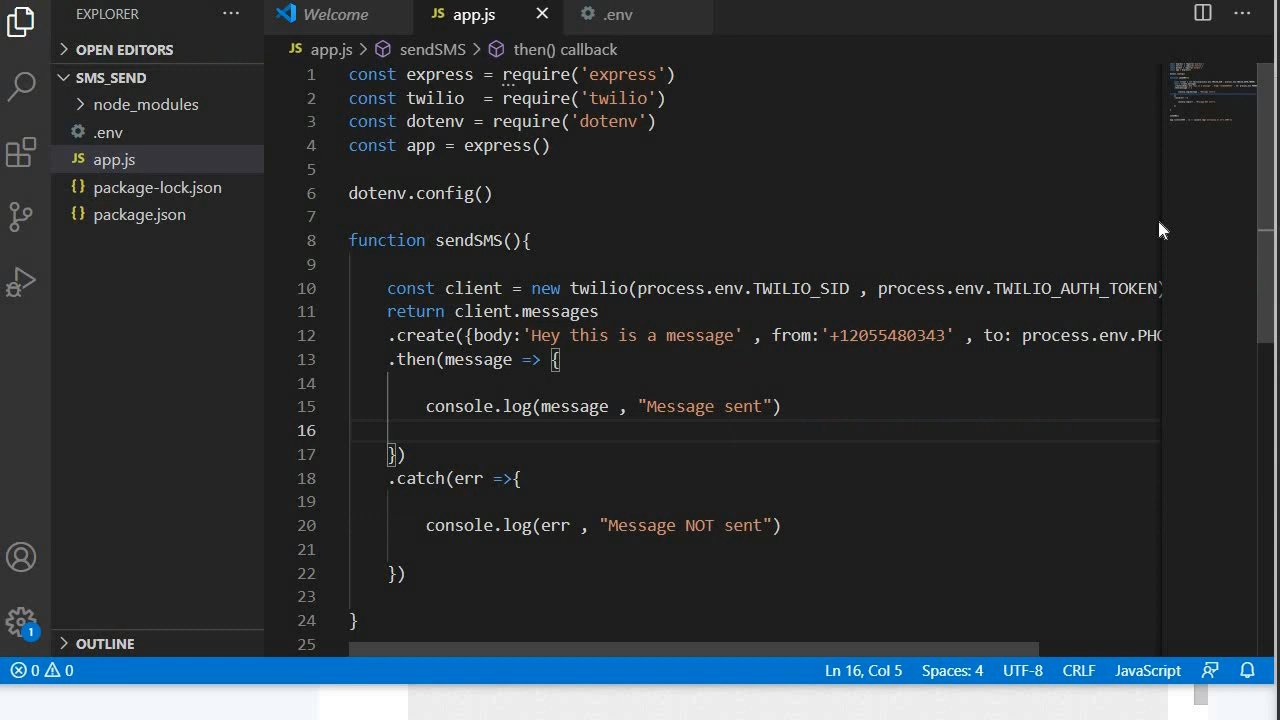 EXPLORER ···
Welcome
JS app.js
.env
···
OPEN EDITORS
SMS_SEND
node_modules
.env
JS app.js
{} package-lock.json
{} package.json
OUTLINE
1
JS app.js > sendSMS > then() callback
1 const express = require('express')
2 const twilio  = require('twilio')
3 const dotenv = require('dotenv')
4 const app = express()
5
6 dotenv.config()
7
8 function sendSMS(){
9
10 const client = new twilio(process.env.TWILIO_SID , process.env.TWILIO_AUTH_TOKEN)
11 return client.messages
12 .create({body:'Hey this is a message' , from:'+12055480343' , to: process.env.PHO
13 .then(message => {
14
15 console.log(message , "Message sent")
16
17 })
18 .catch(err =>{
19
20 console.log(err , "Message NOT sent")
21
22 })
23
24 }
25
0 0
Ln 16, Col 5 Spaces: 4 UTF-8 CRLF JavaScript